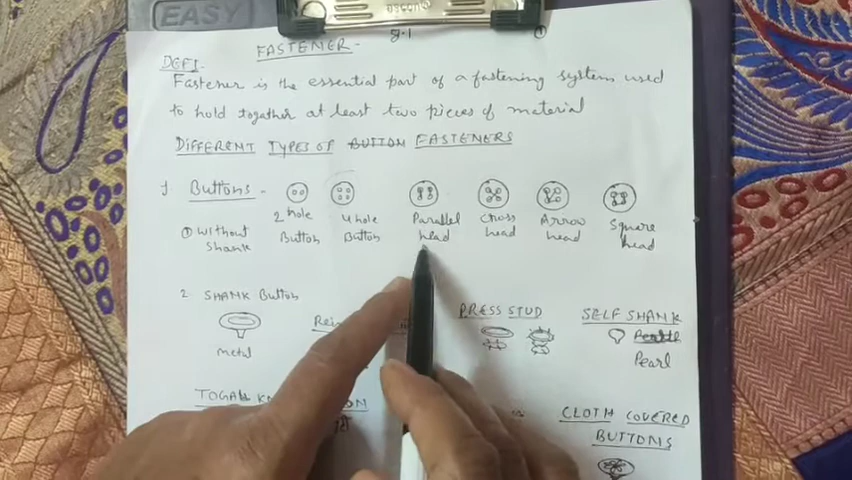 EASY
FASTENER - g.1 ①
DEFI.
Fastener is the essential part of a fastening system used
to hold together at least two pieces of material
DIFFERENT TYPES OF BUTTON FASTENERS
1 Buttons -
① Without Shank
2 hole Button
4 hole Button
Parallel head
Cross head
Arrow head
Square head
2 SHANK Button
PRESS STUD
SELF SHANK
metal
Pearl
CLOTH COVERED
BUTTONS